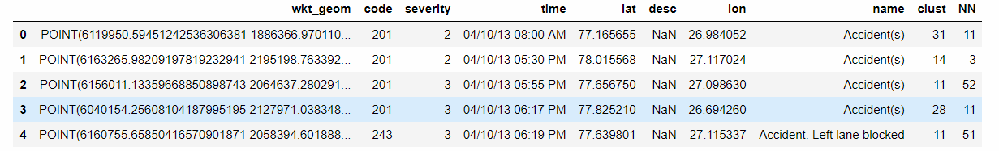 wkt_geom code severity time lat desc lon name clust NN
0 POINT(6119950.59451242536306381 1886366.970110... 201 2 04/10/13 08:00 AM 77.165655 NaN 26.984052 Accident(s) 31 11
1 POINT(6163265.98209197819232941 2195198.763392... 201 2 04/10/13 05:30 PM 78.015568 NaN 27.117024 Accident(s) 14 3
2 POINT(6156011.13359668850898743 2064637.280291... 201 3 04/10/13 05:55 PM 77.656750 NaN 27.098630 Accident(s) 11 52
3 POINT(6040154.25608104187995195 2127971.038348... 201 3 04/10/13 06:17 PM 77.825210 NaN 26.694260 Accident(s) 28 11
4 POINT(6160755.65850416570901871 2058394.601888... 243 3 04/10/13 06:19 PM 77.639801 NaN 27.115337 Accident. Left lane blocked 11 51